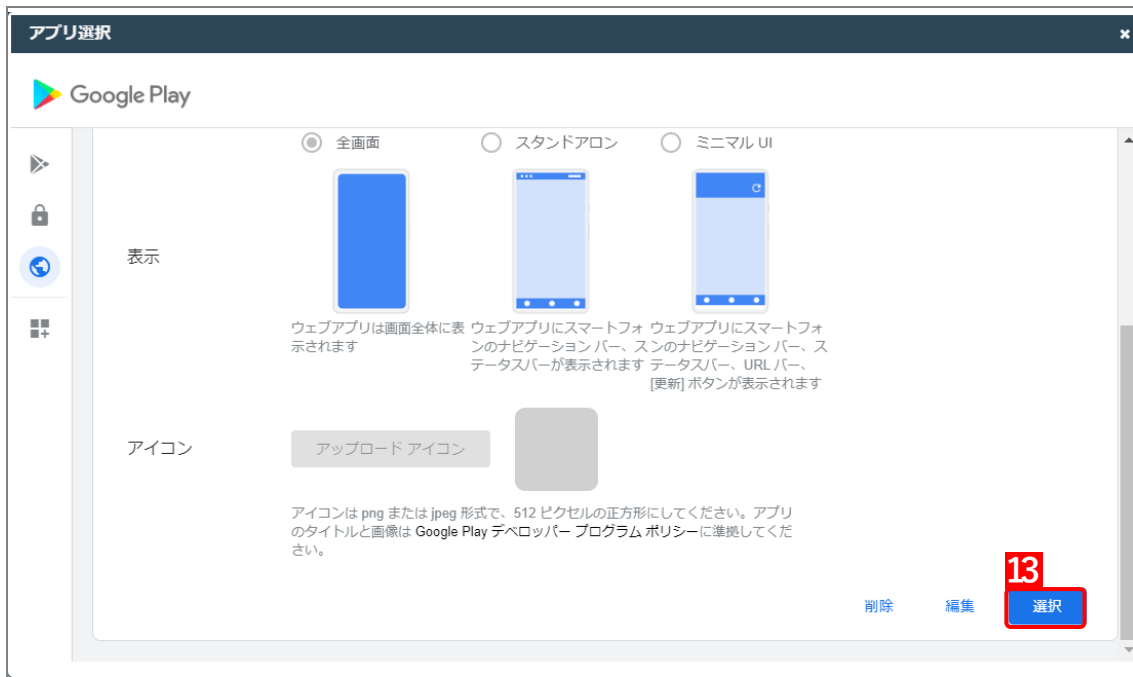 アプリ選択
Google Play
全画面
スタンドアロン
ミニマル UI
表示
ウェブアプリは画面全体に表
示されます
ウェブアプリにスマートフォ
ンのナビゲーション バー、ス
テータスバーが表示されます
ウェブアプリにスマートフォ
ンのナビゲーション バー、ス
テータスバー、URL バー、
[更新] ボタンが表示されます
アイコン
アップロード アイコン
アイコンは png または jpeg 形式で、512 ピクセルの正方形にしてください。アプリ
のタイトルと画像は Google Play デベロッパー プログラム ポリシーに準拠してくだ
さい。
13
削除
編集
選択